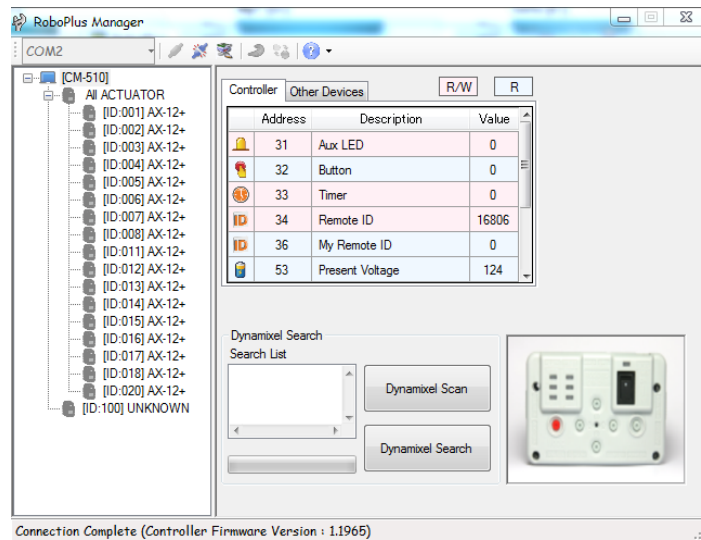 RoboPlus Manager
COM2
[CM-510]
All ACTUATOR
[ID:001] AX-12+
[ID:002] AX-12+
[ID:003] AX-12+
[ID:004] AX-12+
[ID:005] AX-12+
[ID:006] AX-12+
[ID:007] AX-12+
[ID:008] AX-12+
[ID:011] AX-12+
[ID:012] AX-12+
[ID:013] AX-12+
[ID:014] AX-12+
[ID:015] AX-12+
[ID:016] AX-12+
[ID:017] AX-12+
[ID:018] AX-12+
[ID:020] AX-12+
[ID:100] UNKNOWN
Controller Other Devices R/W R
Address Description Value
31 Aux LED 0
32 Button 0
33 Timer 0
ID 34 Remote ID 16806
ID 36 My Remote ID 0
53 Present Voltage 124
Dynamixel Search
Search List
Dynamixel Scan
Dynamixel Search
Connection Complete (Controller Firmware Version : 1.1965)